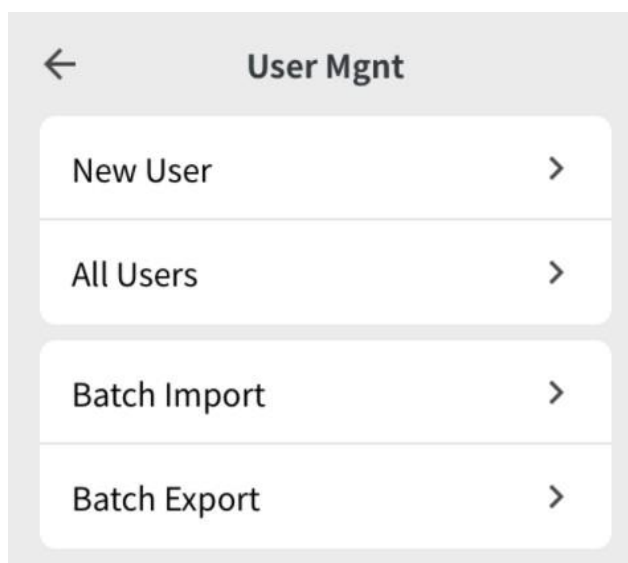 User Mgnt
New User
All Users
Batch Import
Batch Export